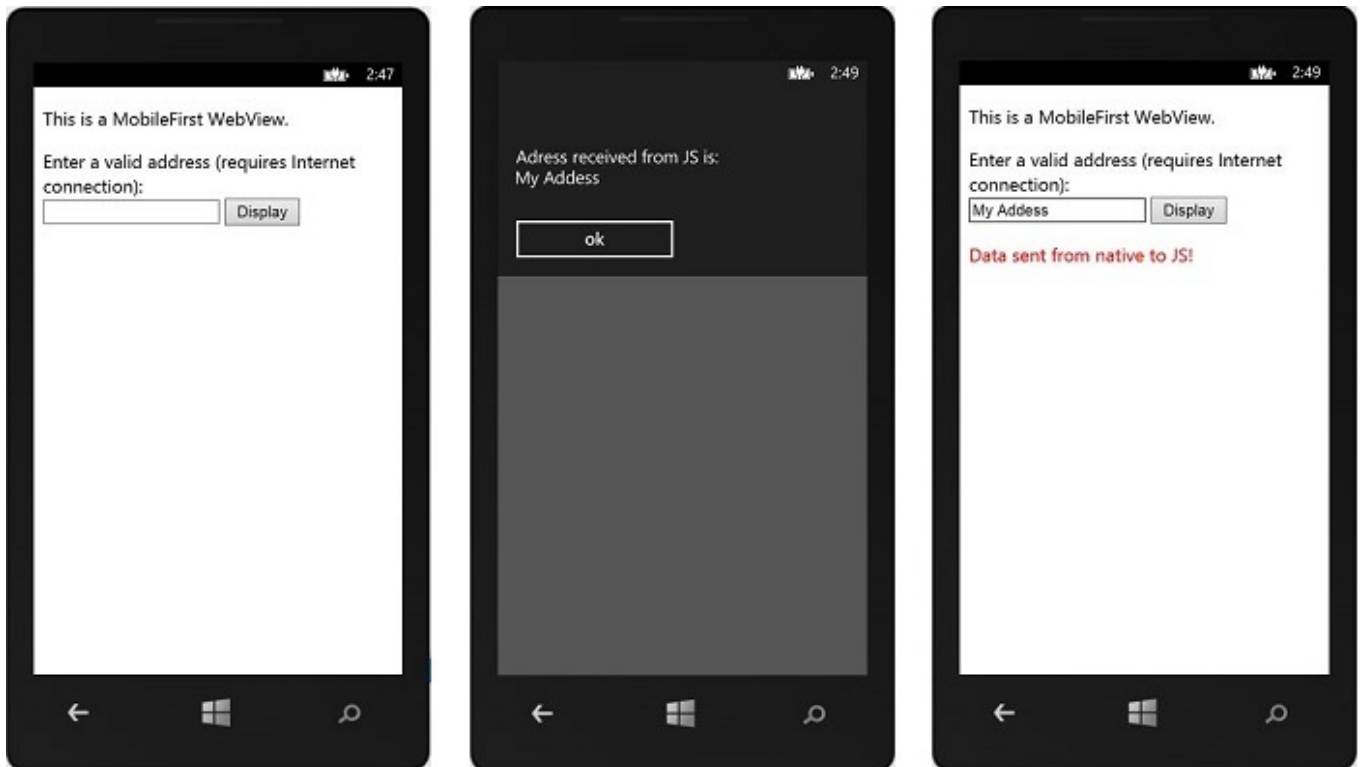 2:47
This is a MobileFirst WebView.
Enter a valid address (requires Internet
connection):
Display
2:49
Adress received from JS is:
My Addess
ok
2:49
This is a MobileFirst WebView.
Enter a valid address (requires Internet
connection):
My Addess Display
Data sent from native to JS!